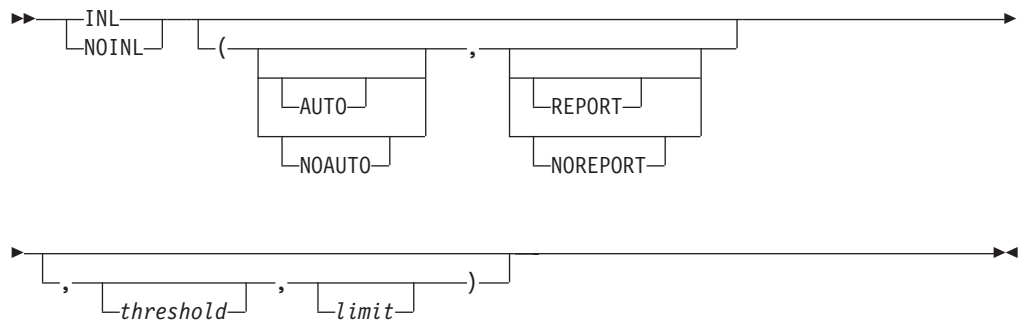 INL
NOINL
( , 
AUTO REPORT
NOAUTO NOREPORT
, , )
threshold limit